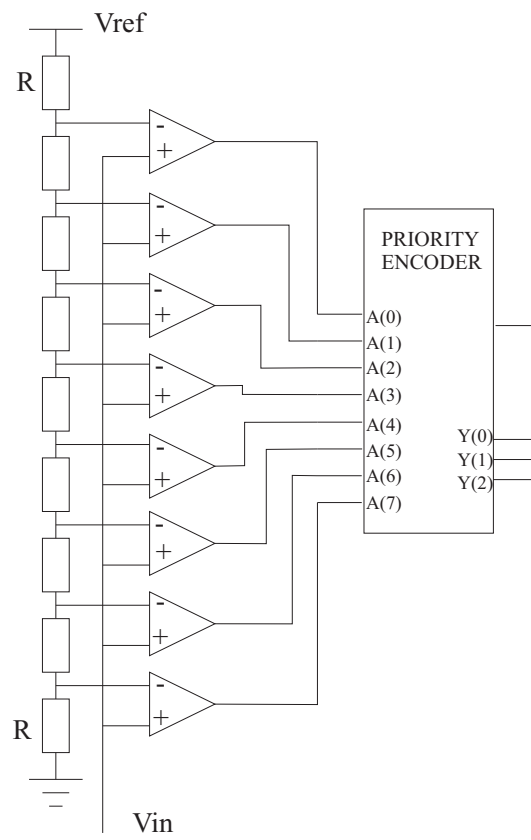 Vref
R
-
+
-
+
PRIORITY
ENCODER
-
+
A(0)
A(1)
A(2)
-
+
A(3)
A(4)
-
+
Y(0)
A(5)
Y(1)
A(6)
Y(2)
A(7)
-
+
-
+
-
+
R
Vin